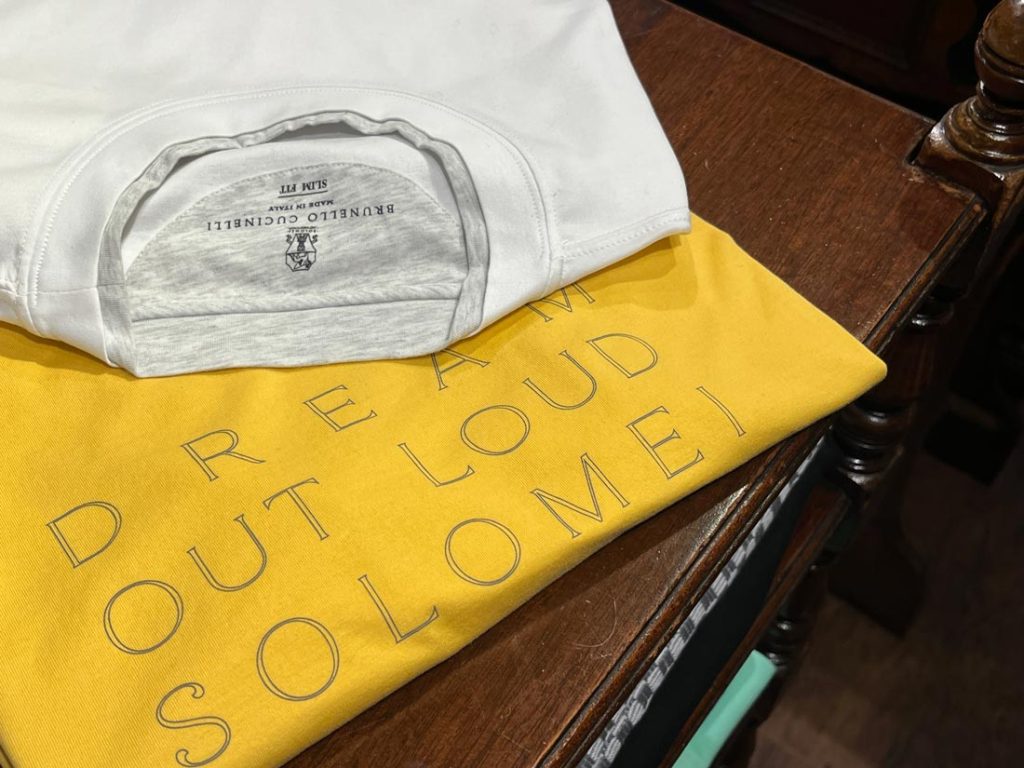 BRUNELLO CUCINELLI
MADE IN ITALY
SLIM FIT
DREAM
OUT LOUD
SOLOMEI